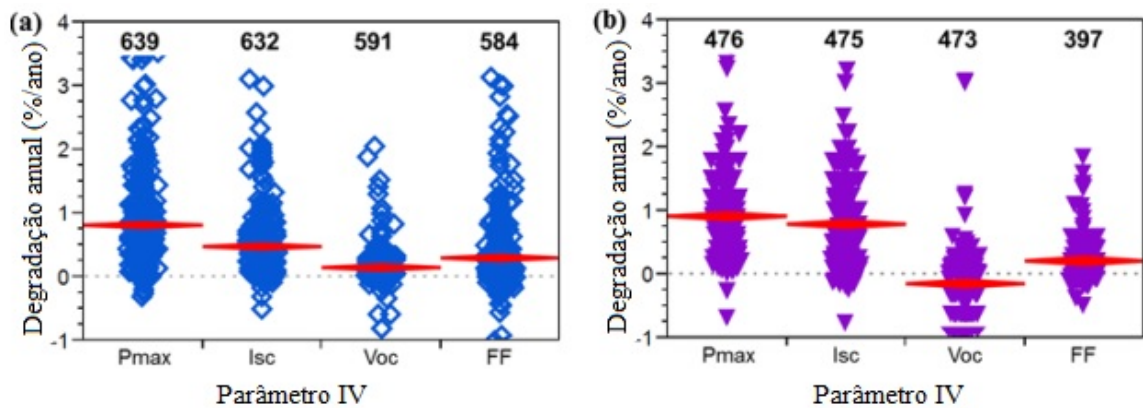 (a)
639 632 591 584
4
3
2
1
0
-1
Degradação anual (%/ano)
Pmax Isc Voc FF
Parâmetro IV
(b)
476 475 473 397
4
3
2
1
0
-1
Degradação anual (%/ano)
Pmax Isc Voc FF
Parâmetro IV